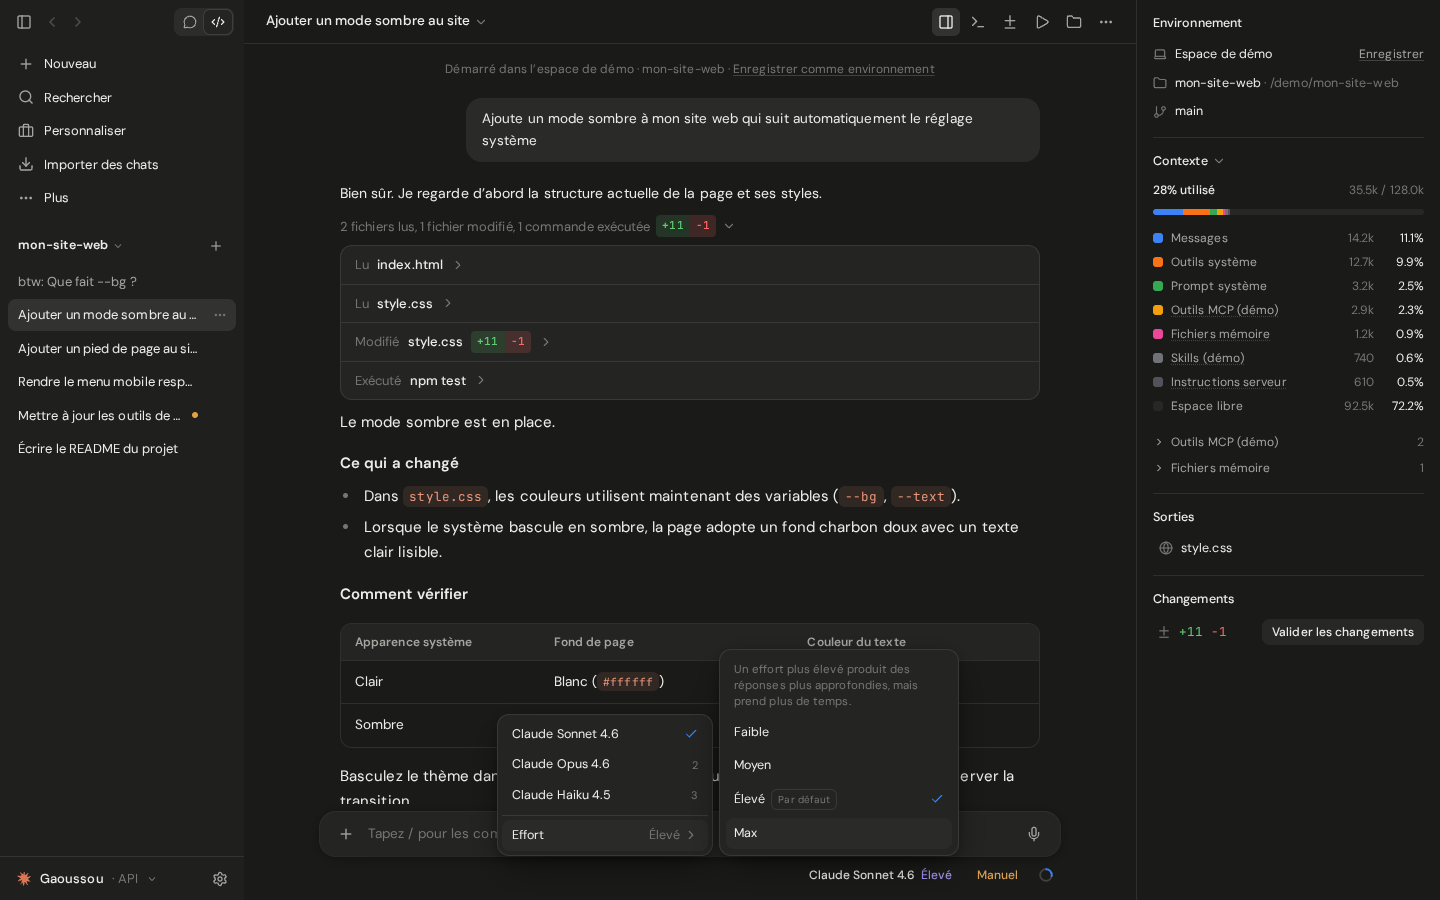 Nouveau
Rechercher
Personnaliser
Importer des chats
Plus
mon-site-web
btw: Que fait --bg ?
Ajouter un mode sombre au ...
Ajouter un pied de page au si...
Rendre le menu mobile resp...
Mettre à jour les outils de ...
Écrire le README du projet
Gaoussou · API
Ajouter un mode sombre au site
Démarré dans l'espace de démo · mon-site-web · Enregistrer comme environnement
Ajoute un mode sombre à mon site web qui suit automatiquement le réglage
système
Bien sûr. Je regarde d'abord la structure actuelle de la page et ses styles.
2 fichiers lus, 1 fichier modifié, 1 commande exécutée +11 -1
Lu index.html
Lu style.css
Modifié style.css +11 -1
Exécuté npm test
Le mode sombre est en place.
Ce qui a changé
Dans style.css, les couleurs utilisent maintenant des variables (--bg, --text).
Lorsque le système bascule en sombre, la page adopte un fond charbon doux avec un texte
clair lisible.
Comment vérifier
Apparence système Fond de page Couleur du texte
Clair Blanc (#ffffff)
Sombre
Basculez le thème dan
erver la
transition
Tapez / pour les com
Claude Sonnet 4.6
Claude Opus 4.6 2
Claude Haiku 4.5 3
Effort Élevé
Un effort plus élevé produit des
réponses plus approfondies, mais
prend plus de temps.
Faible
Moyen
Élevé Par défaut
Max
Claude Sonnet 4.6 Élevé Manuel
Environnement
Espace de démo Enregistrer
mon-site-web · /demo/mon-site-web
main
Contexte
28% utilisé 35.5k / 128.0k
Messages 14.2k 11.1%
Outils système 12.7k 9.9%
Prompt système 3.2k 2.5%
Outils MCP (démo) 2.9k 2.3%
Fichiers mémoire 1.2k 0.9%
Skills (démo) 740 0.6%
Instructions serveur 610 0.5%
Espace libre 92.5k 72.2%
Outils MCP (démo) 2
Fichiers mémoire 1
Sorties
style.css
Changements
+11 -1 Valider les changements